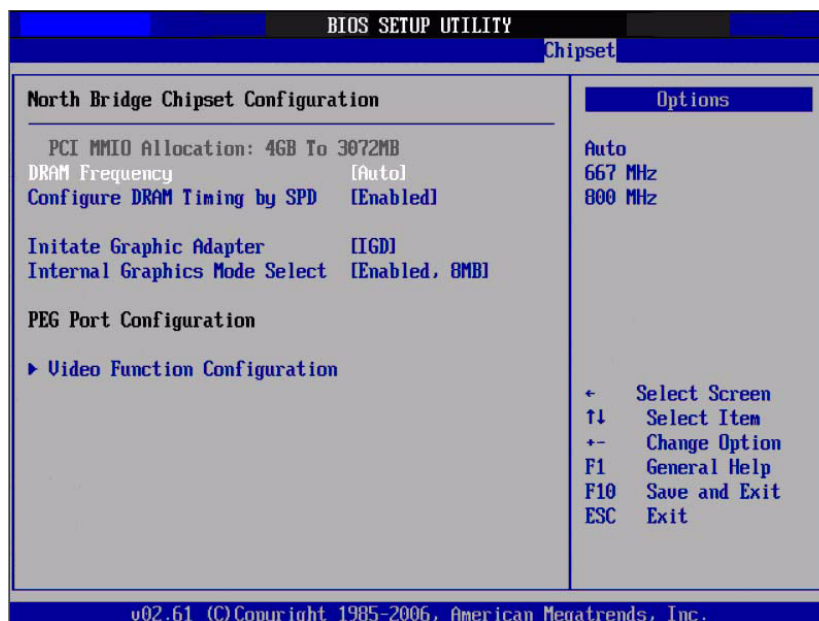 BIOS SETUP UTILITY
Chipset
North Bridge Chipset Configuration
PCI MMIO Allocation: 4GB To 3072MB
DRAM Frequency [Auto]
Configure DRAM Timing by SPD [Enabled]
Initate Graphic Adapter [IGD]
Internal Graphics Mode Select [Enabled, 8MB]
PEG Port Configuration
▶ Video Function Configuration
Options
Auto
667 MHz
800 MHz
← Select Screen
↑↓ Select Item
+- Change Option
F1 General Help
F10 Save and Exit
ESC Exit
v02.61 (C)Copyright 1985-2006, American Megatrends, Inc.